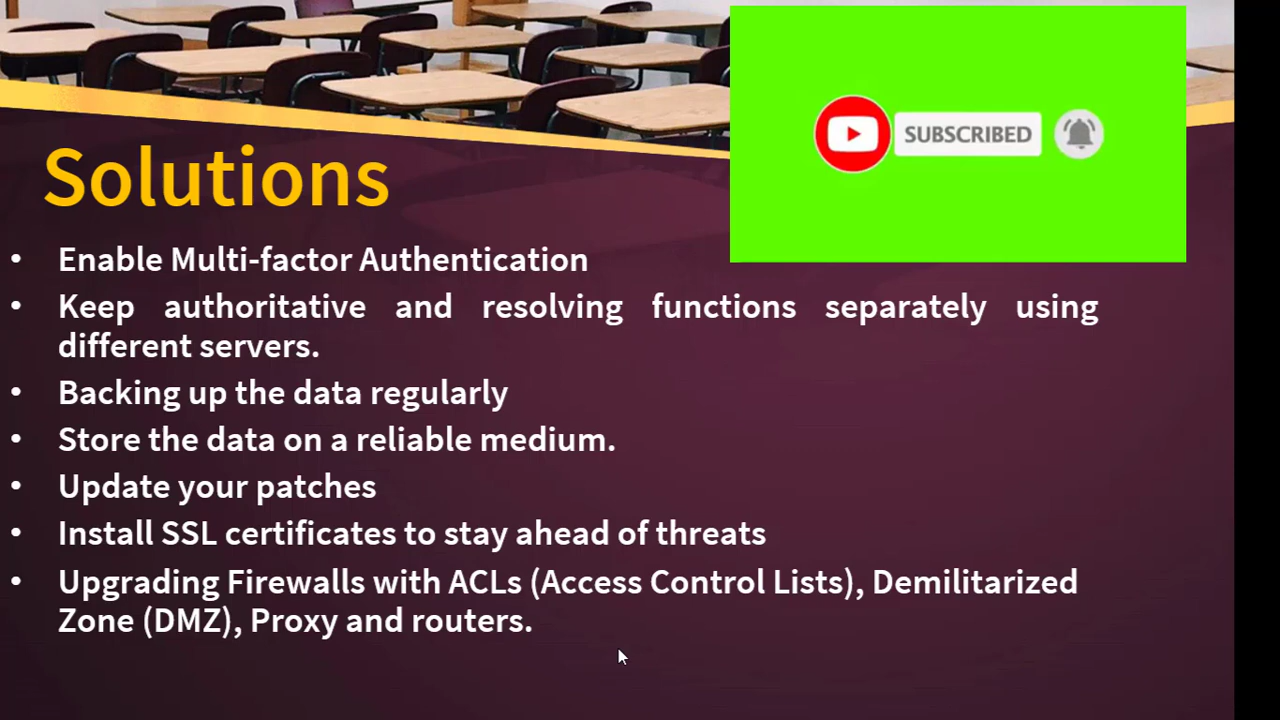 SUBSCRIBED
Solutions
• Enable Multi-factor Authentication
• Keep authoritative and resolving functions separately using
different servers.
• Backing up the data regularly
• Store the data on a reliable medium.
• Update your patches
• Install SSL certificates to stay ahead of threats
• Upgrading Firewalls with ACLs (Access Control Lists), Demilitarized
Zone (DMZ), Proxy and routers.